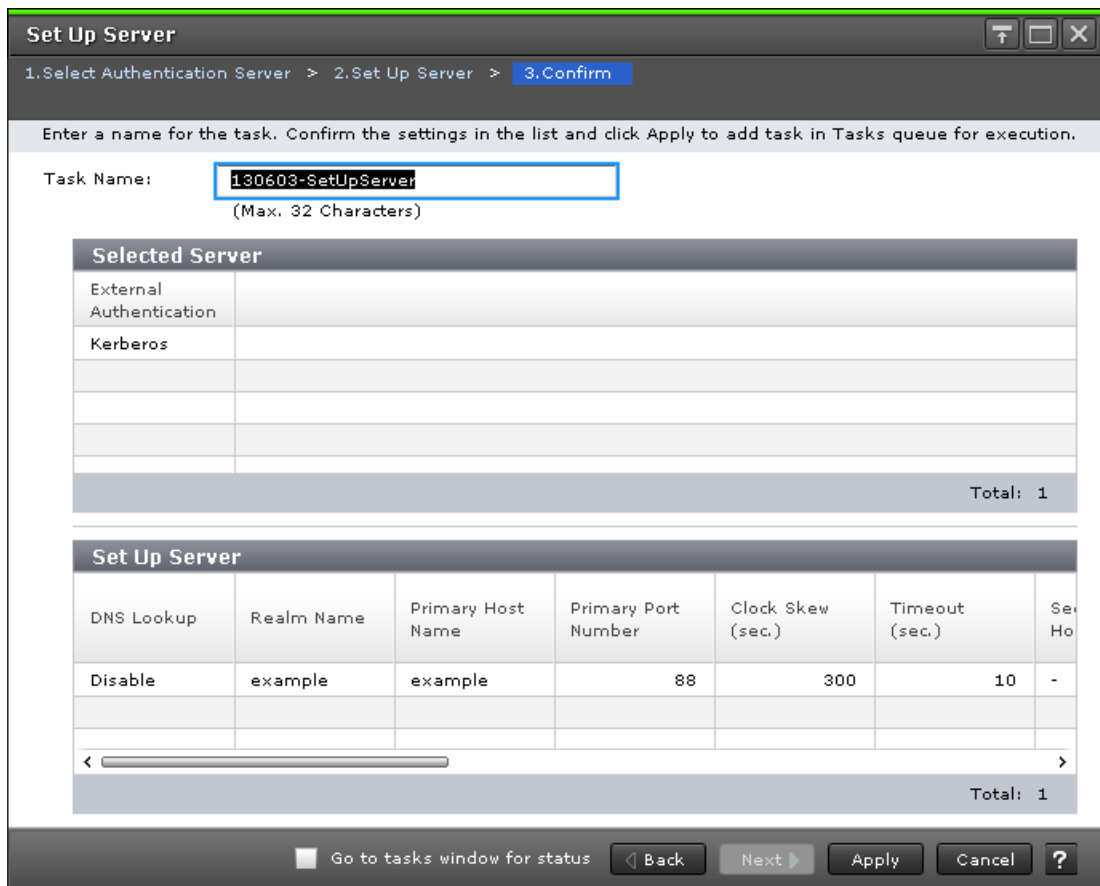 Set Up Server
1.Select Authentication Server > 2.Set Up Server > 3.Confirm
Enter a name for the task. Confirm the settings in the list and click Apply to add task in Tasks queue for execution.
Task Name: 130603-SetUpServer
(Max. 32 Characters)
Selected Server
External
Authentication
Kerberos
Total: 1
Set Up Server
DNS Lookup Realm Name Primary Host Name Primary Port Number Clock Skew (sec.) Timeout (sec.)
Disable example example 88 300 10 -
Total: 1
Go to tasks window for status Back Next Apply Cancel ?